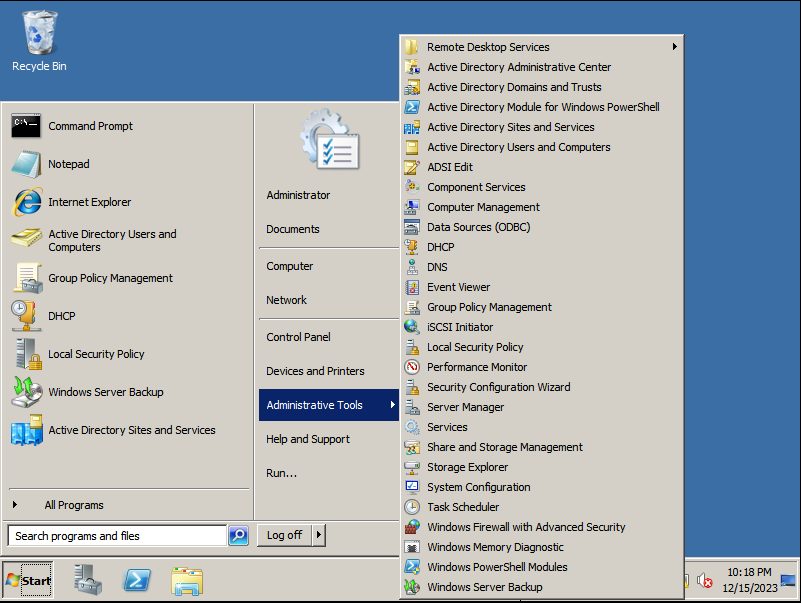 Recycle Bin
Command Prompt
Notepad
Internet Explorer
Active Directory Users and
Computers
Group Policy Management
DHCP
Local Security Policy
Windows Server Backup
Active Directory Sites and Services
All Programs
Search programs and files
Administrator
Documents
Computer
Network
Control Panel
Devices and Printers
Administrative Tools
Help and Support
Run...
Log off
Remote Desktop Services
Active Directory Administrative Center
Active Directory Domains and Trusts
Active Directory Module for Windows PowerShell
Active Directory Sites and Services
Active Directory Users and Computers
ADSI Edit
Component Services
Computer Management
Data Sources (ODBC)
DHCP
DNS
Event Viewer
Group Policy Management
iSCSI Initiator
Local Security Policy
Performance Monitor
Security Configuration Wizard
Server Manager
Services
Share and Storage Management
Storage Explorer
System Configuration
Task Scheduler
Windows Firewall with Advanced Security
Windows Memory Diagnostic
Windows PowerShell Modules
Windows Server Backup
Start
10:18 PM
12/15/2023